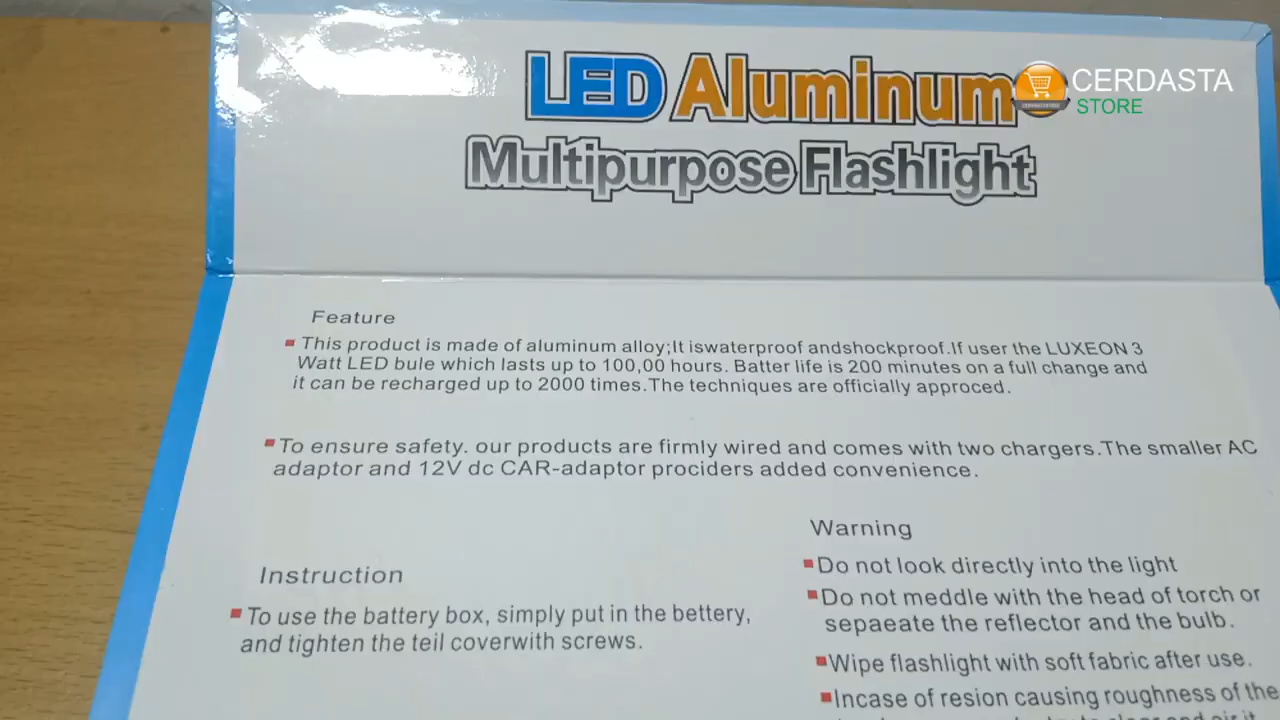 LED Aluminum
CERDASTA
STORE
Multipurpose Flashlight
Feature
This product is made of aluminum alloy;It iswaterproof andshockproof.If user the LUXEON 3
Watt LED bule which lasts up to 100,00 hours. Batter life is 200 minutes on a full change and
it can be recharged up to 2000 times.The techniques are officially approced.
To ensure safety. our products are firmly wired and comes with two chargers.The smaller AC
adaptor and 12V dc CAR-adaptor prociders added convenience.
Instruction
To use the battery box, simply put in the bettery,
and tighten the teil coverwith screws.
Warning
Do not look directly into the light
Do not meddle with the head of torch or
sepaeate the reflector and the bulb.
Wipe flashlight with soft fabric after use.
Incase of resion causing roughness of the